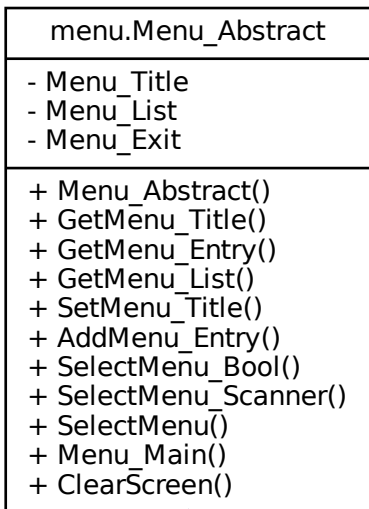 menu.Menu_Abstract
- Menu_Title
- Menu_List
- Menu_Exit
+ Menu_Abstract()
+ GetMenu_Title()
+ GetMenu_Entry()
+ GetMenu_List()
+ SetMenu_Title()
+ AddMenu_Entry()
+ SelectMenu_Bool()
+ SelectMenu_Scanner()
+ SelectMenu()
+ Menu_Main()
+ ClearScreen()